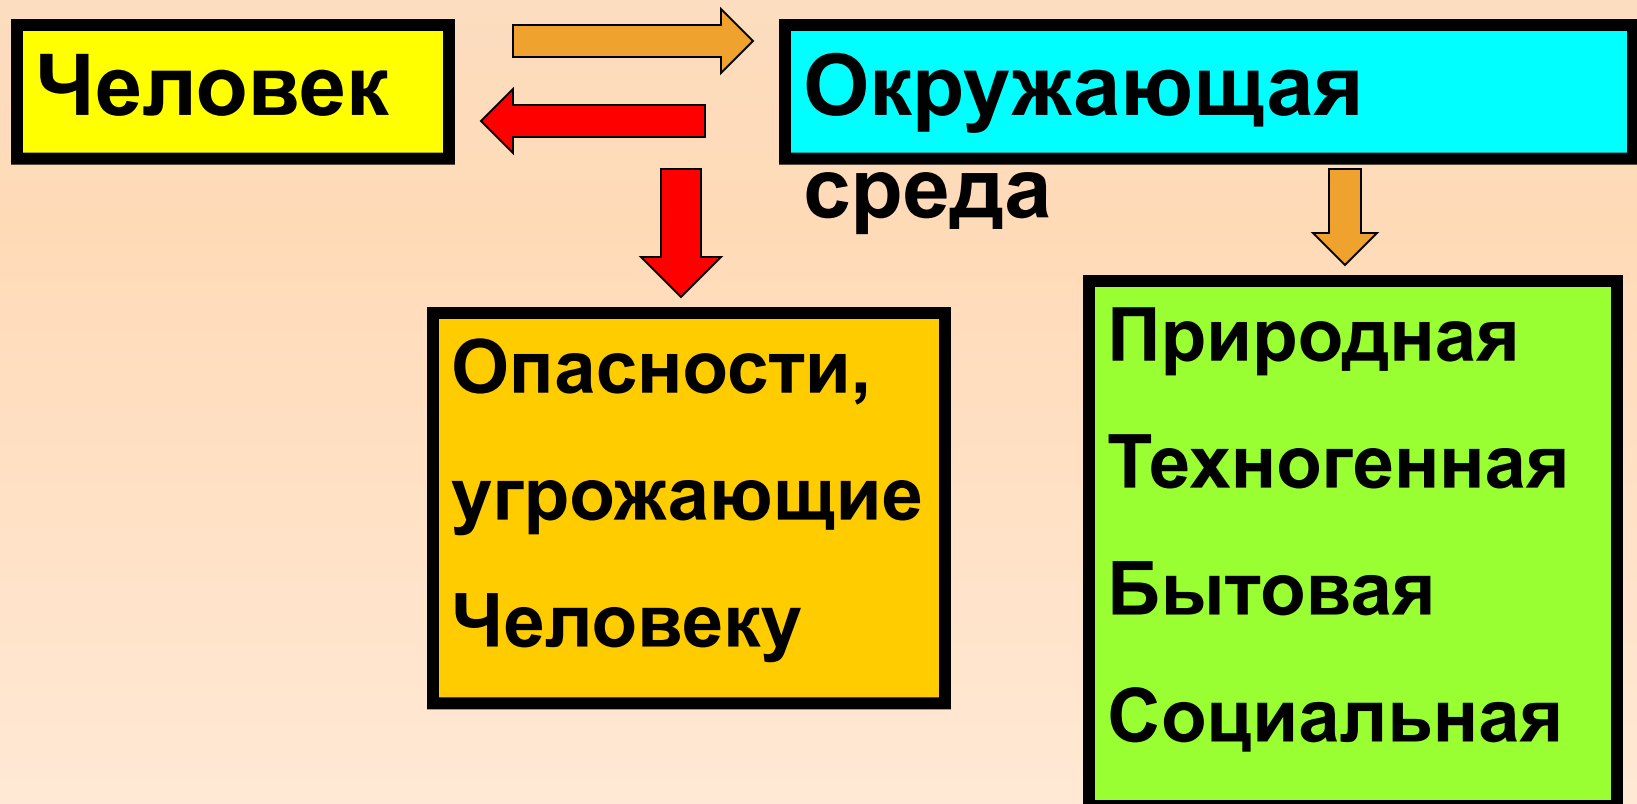 Человек
Окружающая
среда
Опасности,
угрожающие
Человеку
Природная
Техногенная
Бытовая
Социальная